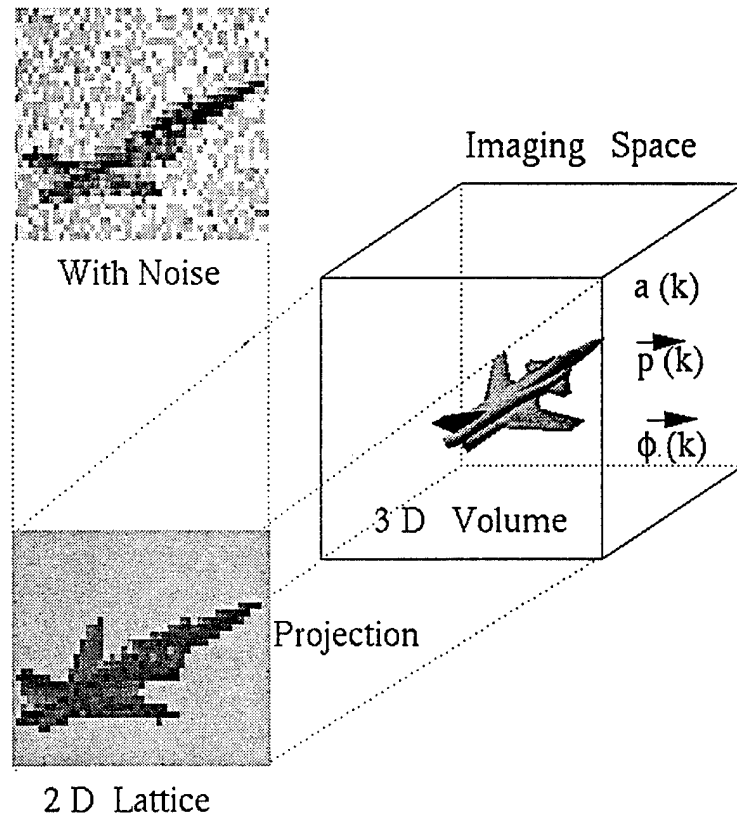 Imaging Space
With Noise
a (k)
p (k)
ϕ (k)
3 D Volume
Projection
2 D Lattice